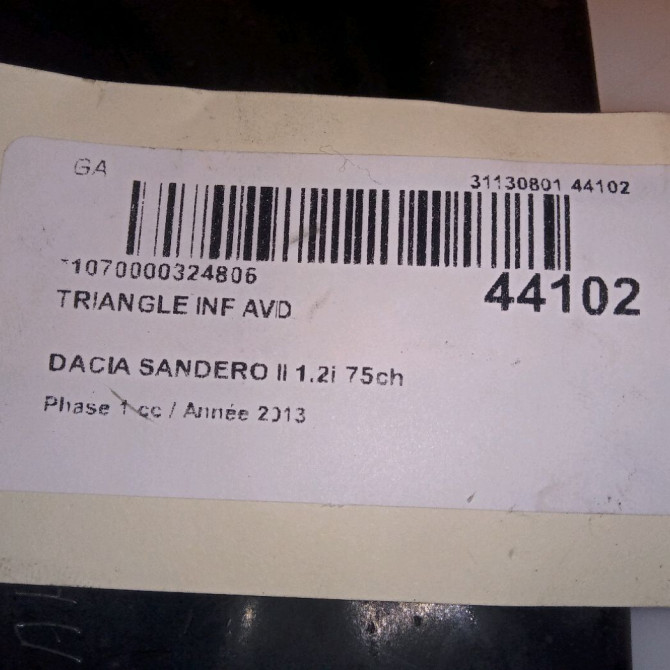 GA
31130801 44102
1070000324806
44102
TRIANGLE INF AVD
DACIA SANDERO II 1.2i 75ch
Phase 1 cc / Année 2013